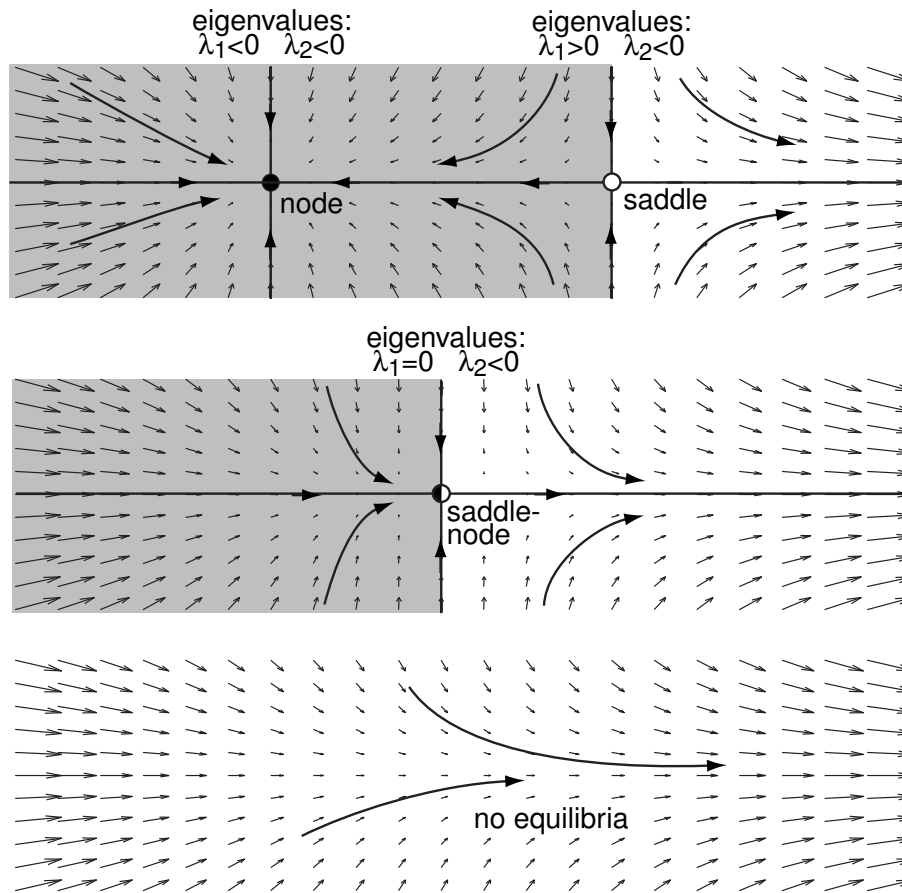 eigenvalues:
λ1<0 λ2<0
eigenvalues:
λ1>0 λ2<0
node
saddle
eigenvalues:
λ1=0 λ2<0
saddle-
node
no equilibria